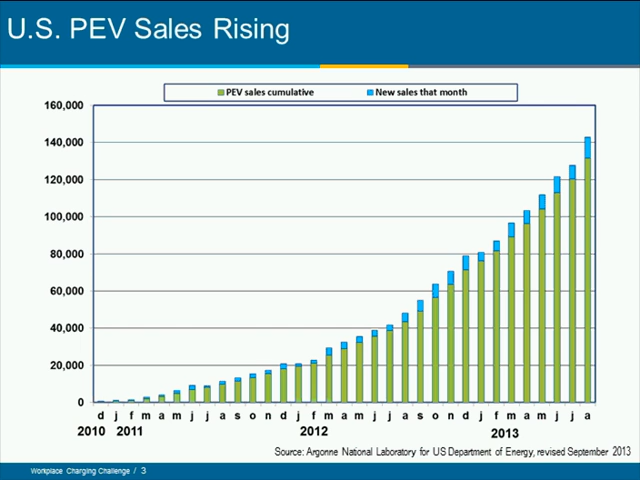 U.S. PEV Sales Rising
PEV sales cumulative New sales that month
160,000
140,000
120,000
100,000
80,000
60,000
40,000
20,000
0
d j f m a m j j a s o n d j f m a m j j a s o n d j f m a m j j a
2010 2011 2012 2013
Source: Argonne National Laboratory for US Department of Energy, revised September 2013
Workplace Charging Challenge / 3